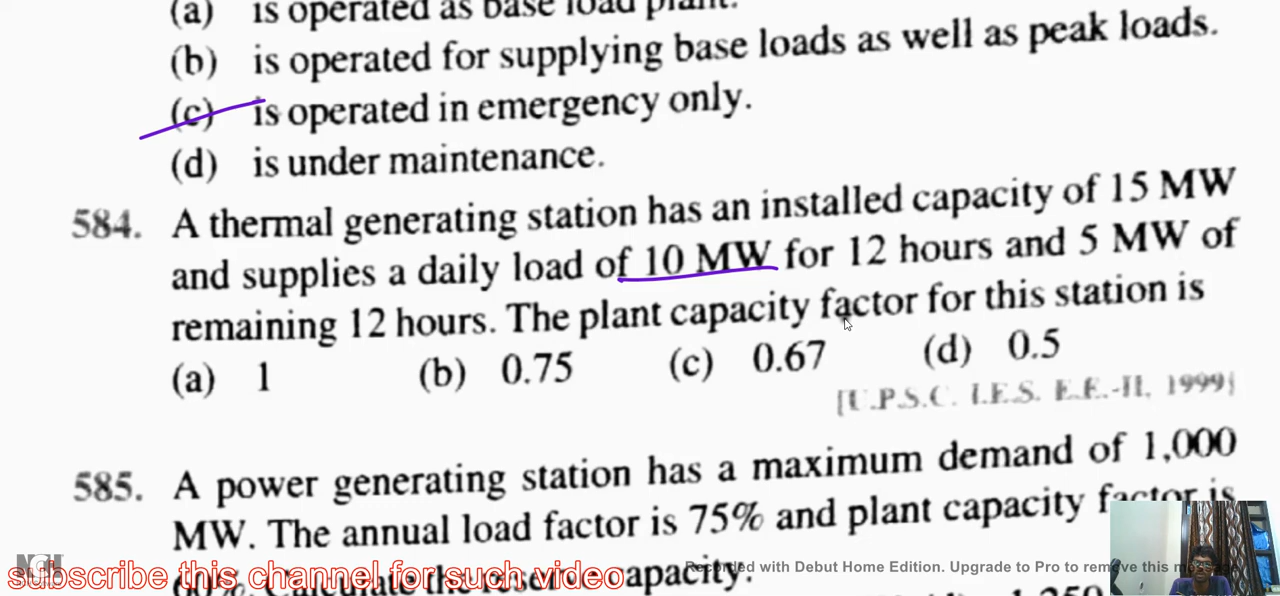 (a) is operated as base load plant.
(b) is operated for supplying base loads as well as peak loads.
(c) is operated in emergency only.
(d) is under maintenance.
584. A thermal generating station has an installed capacity of 15 MW
and supplies a daily load of 10 MW for 12 hours and 5 MW of
remaining 12 hours. The plant capacity factor for this station is
(a) 1 (b) 0.75 (c) 0.67 (d) 0.5
[U.P.S.C. I.E.S. E.E.-II, 1999]
585. A power generating station has a maximum demand of 1,000
MW. The annual load factor is 75% and plant capacity factor is
60%. Calculate the reserve capacity.
subscribe this channel for such video
Recorded with Debut Home Edition. Upgrade to Pro to remove this message